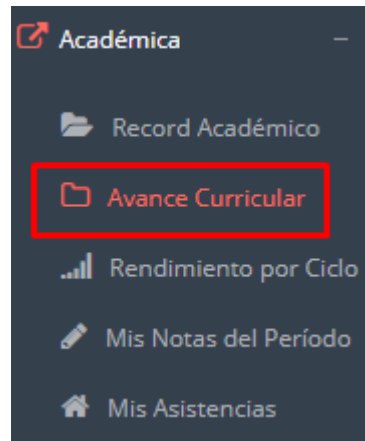 Académica
Record Académico
Avance Curricular
Rendimiento por Ciclo
Mis Notas del Período
Mis Asistencias